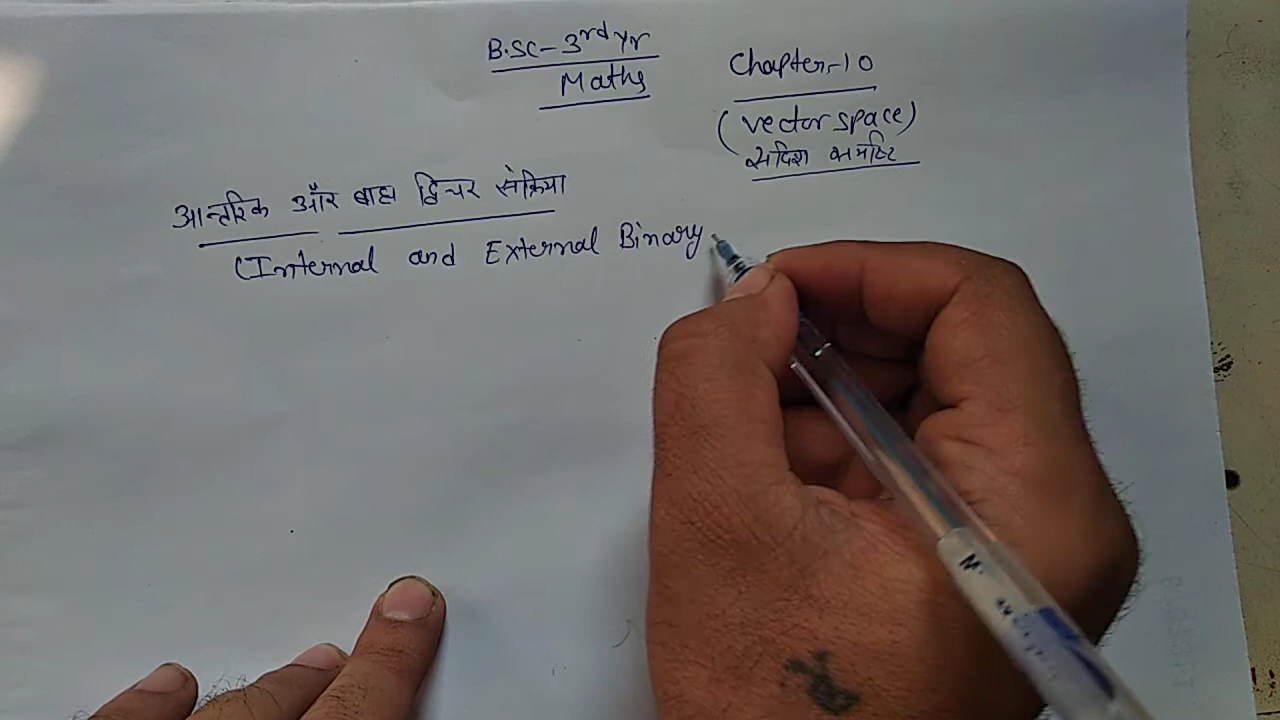 B.SC - 3rd Yr
Maths
Chapter-10
(vector space)
सदिश समष्टि
आन्तरिक और बाह्य द्विचर संक्रिया
(Internal and External Binary